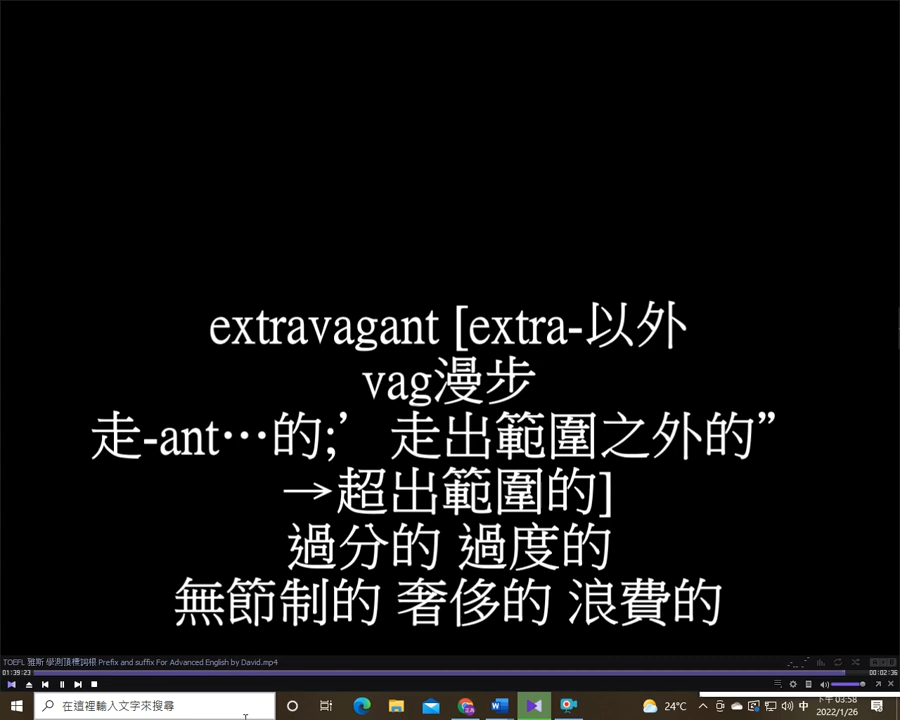 extravagant [extra-以外
vag漫步
走-ant…的;’走出範圍之外的”
→超出範圍的]
過分的 過度的
無節制的 奢侈的 浪費的
TOEFL 雅斯 學測頂標詞根 Prefix and suffix For Advanced English by David.mp4
01:39:23
00:02:36
在這裡輸入文字來搜尋
24°C
中
下午 03:58
2022/1/26